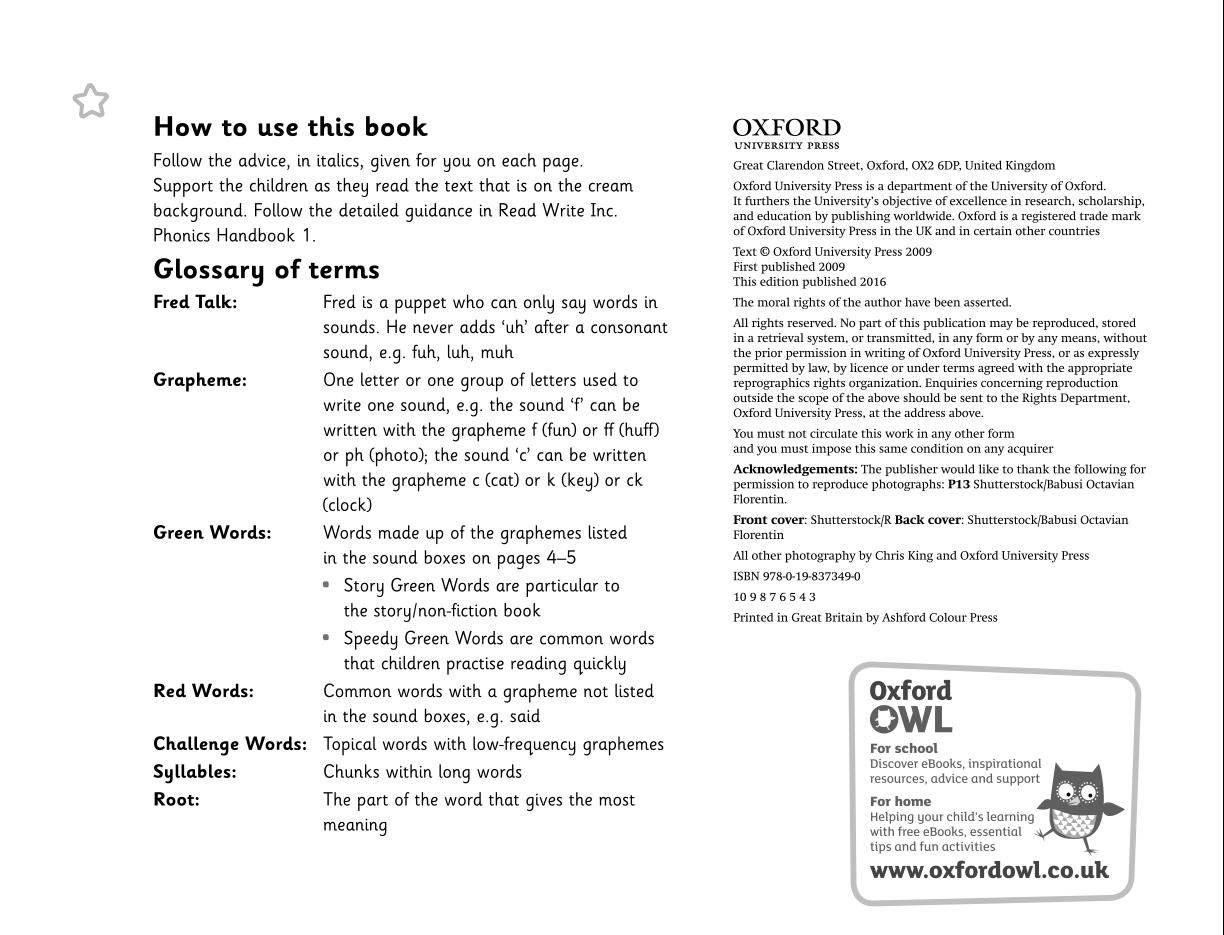 How to use this book
Follow the advice, in italics, given for you on each page.
Support the children as they read the text that is on the cream
background. Follow the detailed guidance in Read Write Inc.
Phonics Handbook 1.
Glossary of terms
Fred Talk: Fred is a puppet who can only say words in
sounds. He never adds ‘uh’ after a consonant
sound, e.g. fuh, luh, muh
Grapheme: One letter or one group of letters used to
write one sound, e.g. the sound ‘f’ can be
written with the grapheme f (fun) or ff (huff)
or ph (photo); the sound ‘c’ can be written
with the grapheme c (cat) or k (key) or ck
(clock)
Green Words: Words made up of the graphemes listed
in the sound boxes on pages 4–5
Story Green Words are particular to
the story/non-fiction book
Speedy Green Words are common words
that children practise reading quickly
Red Words: Common words with a grapheme not listed
in the sound boxes, e.g. said
Challenge Words: Topical words with low-frequency graphemes
Syllables: Chunks within long words
Root: The part of the word that gives the most
meaning
OXFORD
UNIVERSITY PRESS
Great Clarendon Street, Oxford, OX2 6DP, United Kingdom
Oxford University Press is a department of the University of Oxford.
It furthers the University’s objective of excellence in research, scholarship,
and education by publishing worldwide. Oxford is a registered trade mark
of Oxford University Press in the UK and in certain other countries
Text © Oxford University Press 2009
First published 2009
This edition published 2016
The moral rights of the author have been asserted.
All rights reserved. No part of this publication may be reproduced, stored
in a retrieval system, or transmitted, in any form or by any means, without
the prior permission in writing of Oxford University Press, or as expressly
permitted by law, by licence or under terms agreed with the appropriate
reprographics rights organization. Enquiries concerning reproduction
outside the scope of the above should be sent to the Rights Department,
Oxford University Press, at the address above.
You must not circulate this work in any other form
and you must impose this same condition on any acquirer
Acknowledgements: The publisher would like to thank the following for
permission to reproduce photographs: P13 Shutterstock/Babusi Octavian
Florentin.
Front cover: Shutterstock/R Back cover: Shutterstock/Babusi Octavian
Florentin
All other photography by Chris King and Oxford University Press
ISBN 978-0-19-837349-0
10 9 8 7 6 5 4 3
Printed in Great Britain by Ashford Colour Press
Oxford
OWL
For school
Discover eBooks, inspirational
resources, advice and support
For home
Helping your child’s learning
with free eBooks, essential
tips and fun activities
www.oxfordowl.co.uk